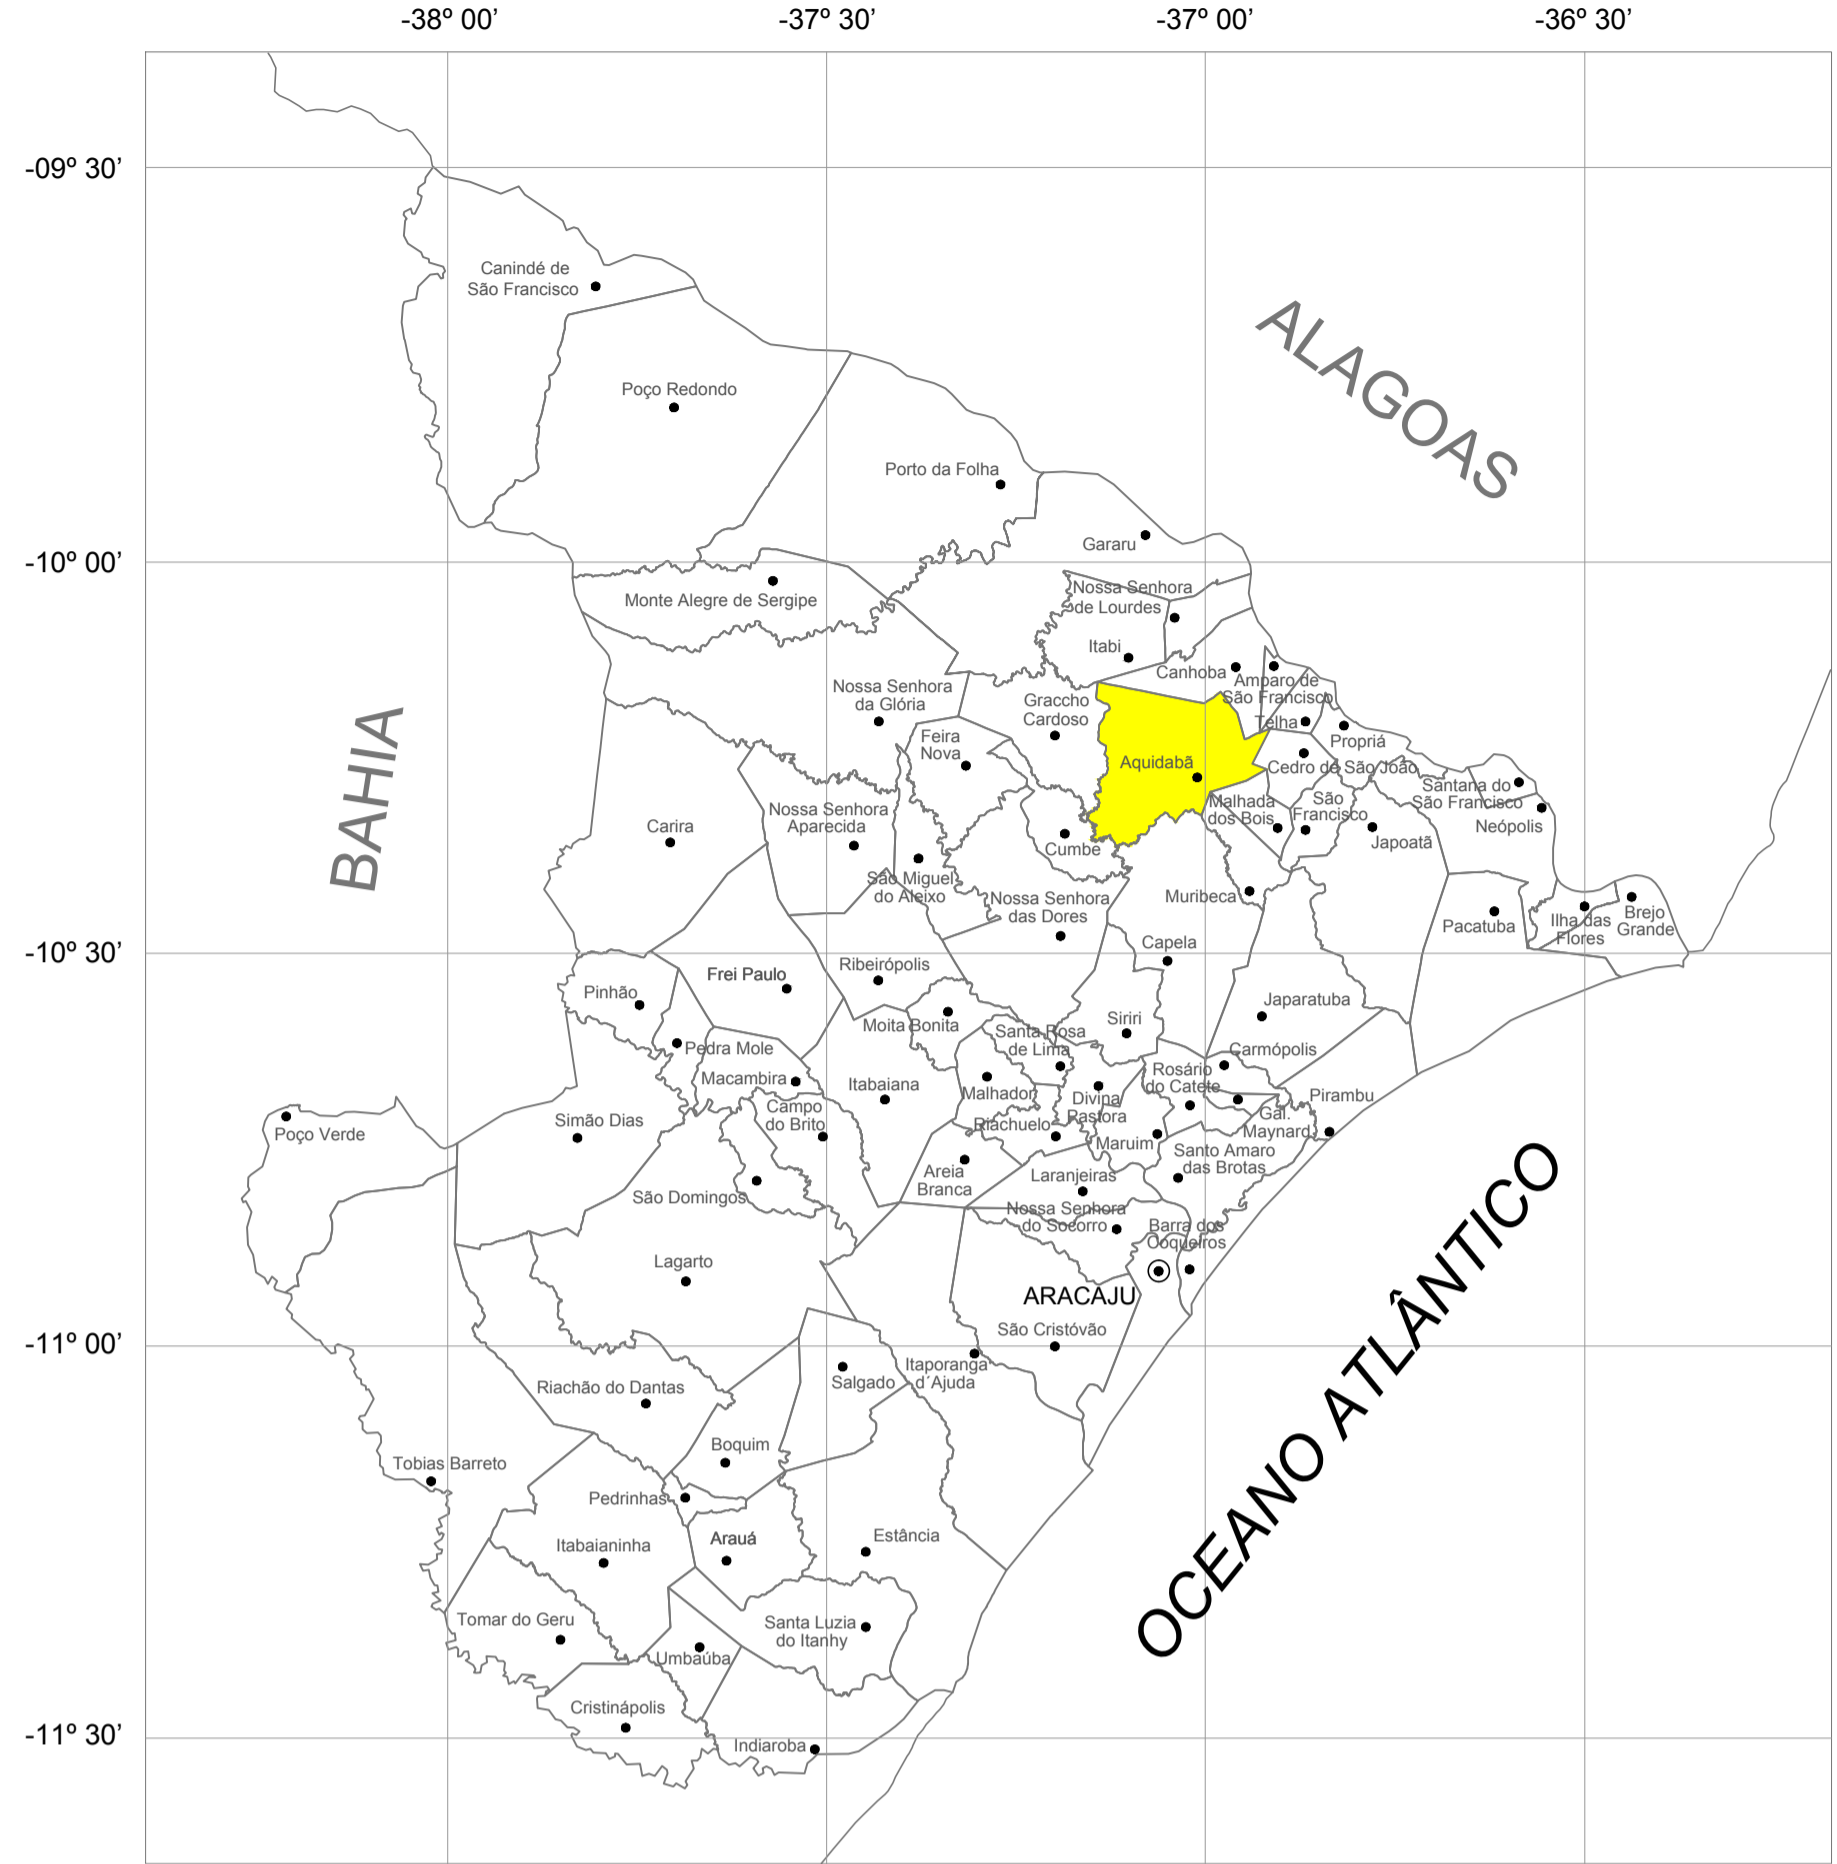 -38º 00’
-37º 30’
-37º 00’
-36º 30’
-09º 30’
-10º 00’
-10º 30’
-11º 00’
-11º 30’
ALAGOAS
BAHIA
OCEANO ATLÂNTICO
Canindé de
São Francisco
Poço Redondo
Porto da Folha
Gararu
Monte Alegre de Sergipe
Nossa Senhora
de Lourdes
Itabi
Canhoba
Amparo de
São Francisco
Nossa Senhora
da Glória
Graccho
Cardoso
Telha
Propriá
Feira
Nova
Aquidabã
Cedro de São João
Santana do
São Francisco
Neópolis
Malhada
dos Bois
São
Francisco
Japoatã
Nossa Senhora
Aparecida
Carira
Cumbe
São Miguel
do Aleixo
Nossa Senhora
das Dores
Muribeca
Pacatuba
Ilha das
Flores
Brejo
Grande
Capela
Ribeirópolis
Frei Paulo
Pinhão
Japaratuba
Moita Bonita
Santa Rosa
de Lima
Siriri
Pedra Mole
Carmópolis
Macambira
Itabaiana
Malhador
Rosário
do Catete
Divina
Pastora
Pirambu
Gal.
Maynard
Campo
do Brito
Simão Dias
Poço Verde
Riachuelo
Maruim
Santo Amaro
das Brotas
Areia
Branca
Laranjeiras
São Domingos
Nossa Senhora
do Socorro
Barra dos
Coqueiros
Lagarto
ARACAJU
São Cristóvão
Itaporanga
d´Ajuda
Salgado
Riachão do Dantas
Boquim
Tobias Barreto
Pedrinhas
Arauá
Estância
Itabaianinha
Tomar do Geru
Santa Luzia
do Itanhy
Umbaúba
Cristinápolis
Indiaroba